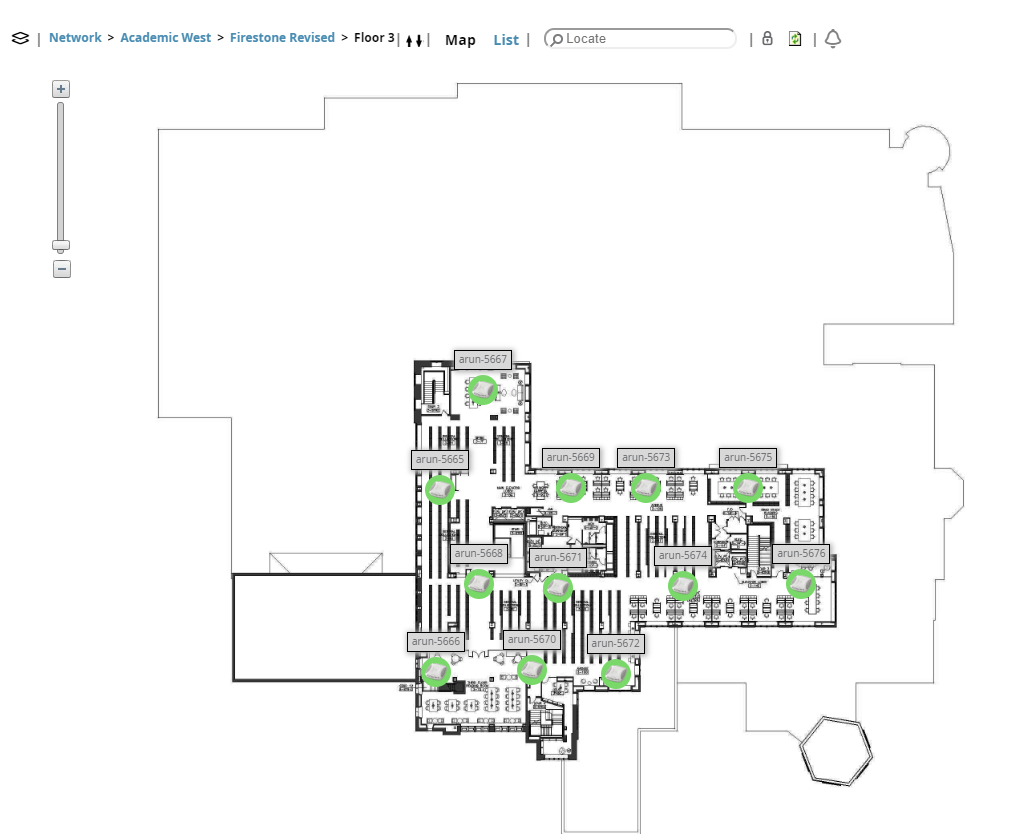 | Network > Academic West > Firestone Revised > Floor 3 | | Map List | Locate | |
arun-5667
arun-5665
arun-5669
arun-5673
arun-5675
arun-5668
arun-5671
arun-5674
arun-5676
arun-5666
arun-5670
arun-5672